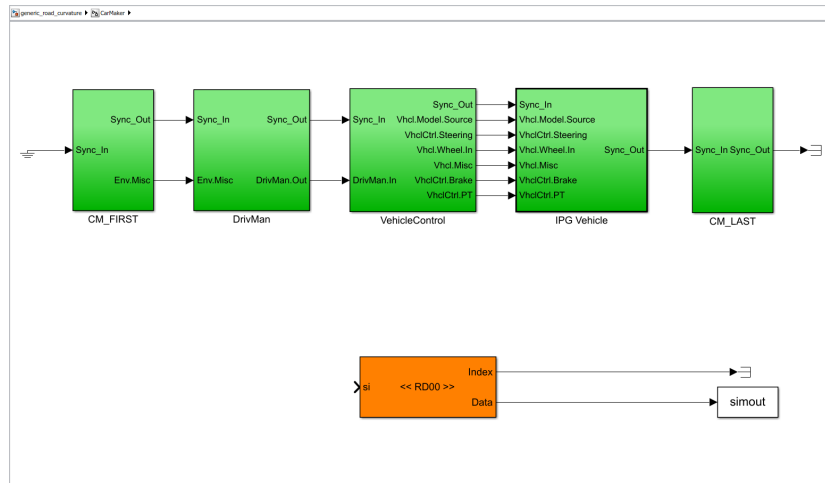 generic_road_curvature CarMaker
Sync_In
Sync_Out
Env.Misc
CM_FIRST
Sync_In
Env.Misc
Sync_Out
DrivMan.Out
DrivMan
Sync_In
DrivMan.In
Sync_Out
Vhcl.Model.Source
VhclCtrl.Steering
Vhcl.Wheel.In
Vhcl.Misc
VhclCtrl.Brake
VhclCtrl.PT
VehicleControl
Sync_In
Vhcl.Model.Source
VhclCtrl.Steering
Vhcl.Wheel.In
Vhcl.Misc
VhclCtrl.Brake
VhclCtrl.PT
Sync_Out
IPG Vehicle
Sync_In Sync_Out
CM_LAST
si
<< RD00 >>
Index
Data
simout